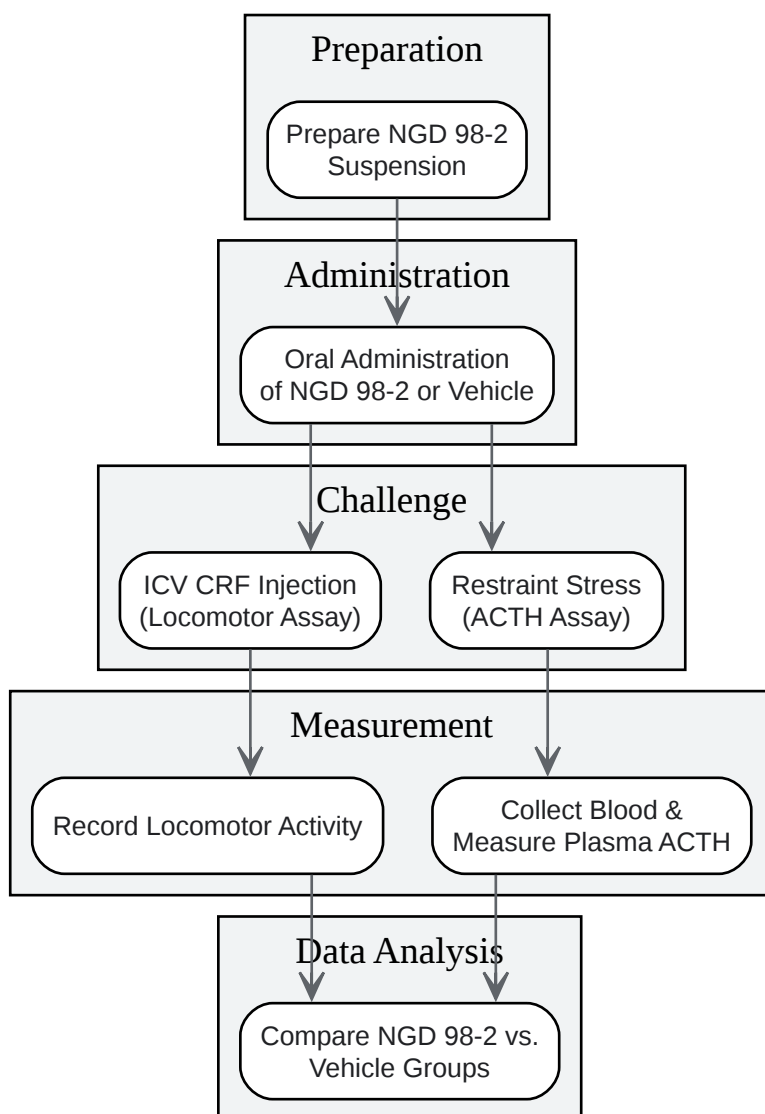 Preparation
Prepare NGD 98-2
Suspension
Administration
Oral Administration
of NGD 98-2 or Vehicle
Challenge
ICV CRF Injection
(Locomotor Assay)
Restraint Stress
(ACTH Assay)
Measurement
Record Locomotor Activity
Collect Blood &
Measure Plasma ACTH
Data Analysis
Compare NGD 98-2 vs.
Vehicle Groups